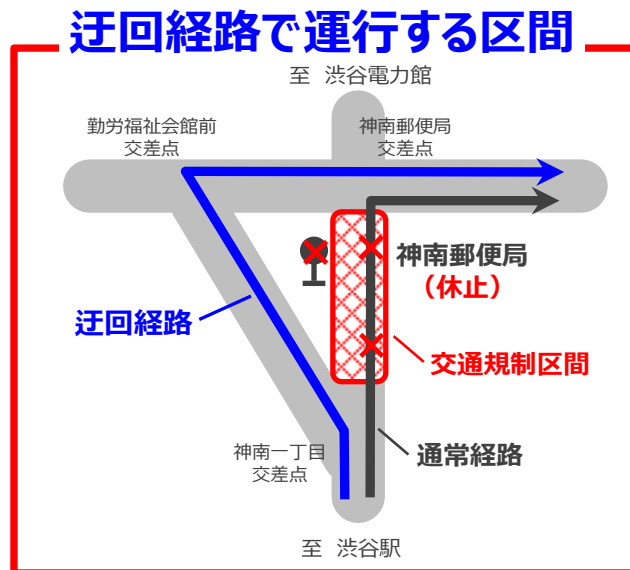 迂回経路で運行する区間
至 渋谷電力館
勤労福祉会館前
交差点
神南郵便局
交差点
神南郵便局
（休止）
迂回経路
交通規制区間
神南一丁目
交差点
通常経路
至 渋谷駅